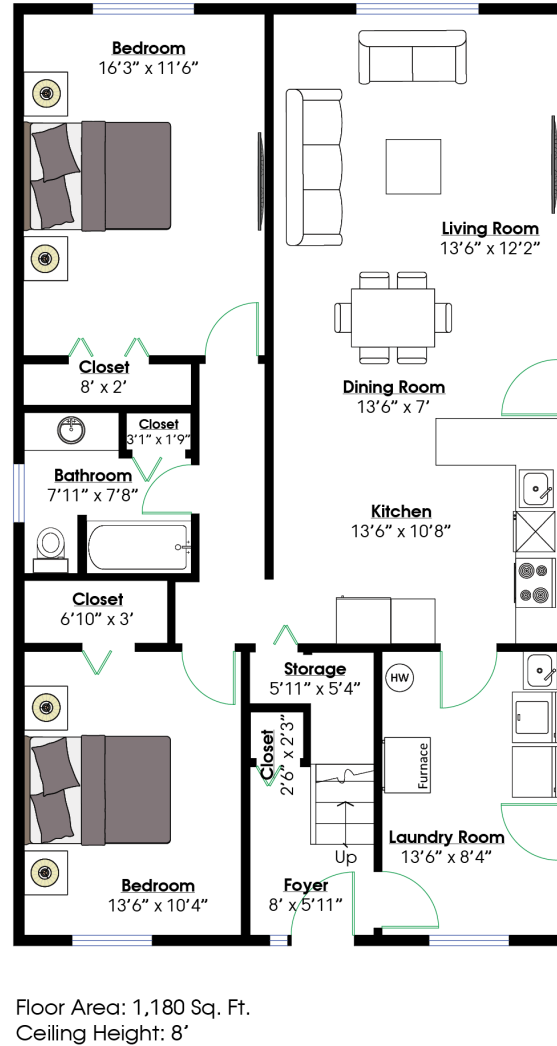 Bedroom
16'3" x 11'6"
Living Room
13'6" x 12'2"
Closet
8' x 2'
Dining Room
13'6" x 7'
Closet
3'1" x 1'9"
Bathroom
7'11" x 7'8"
Kitchen
13'6" x 10'8"
Closet
6'10" x 3'
Storage
5'11" x 5'4"
HW
Closet
2'6" x 2'3"
Furnace
Up
Laundry Room
13'6" x 8'4"
Bedroom
13'6" x 10'4"
Foyer
8' x 5'11"
Floor Area: 1,180 Sq. Ft.
Ceiling Height: 8'